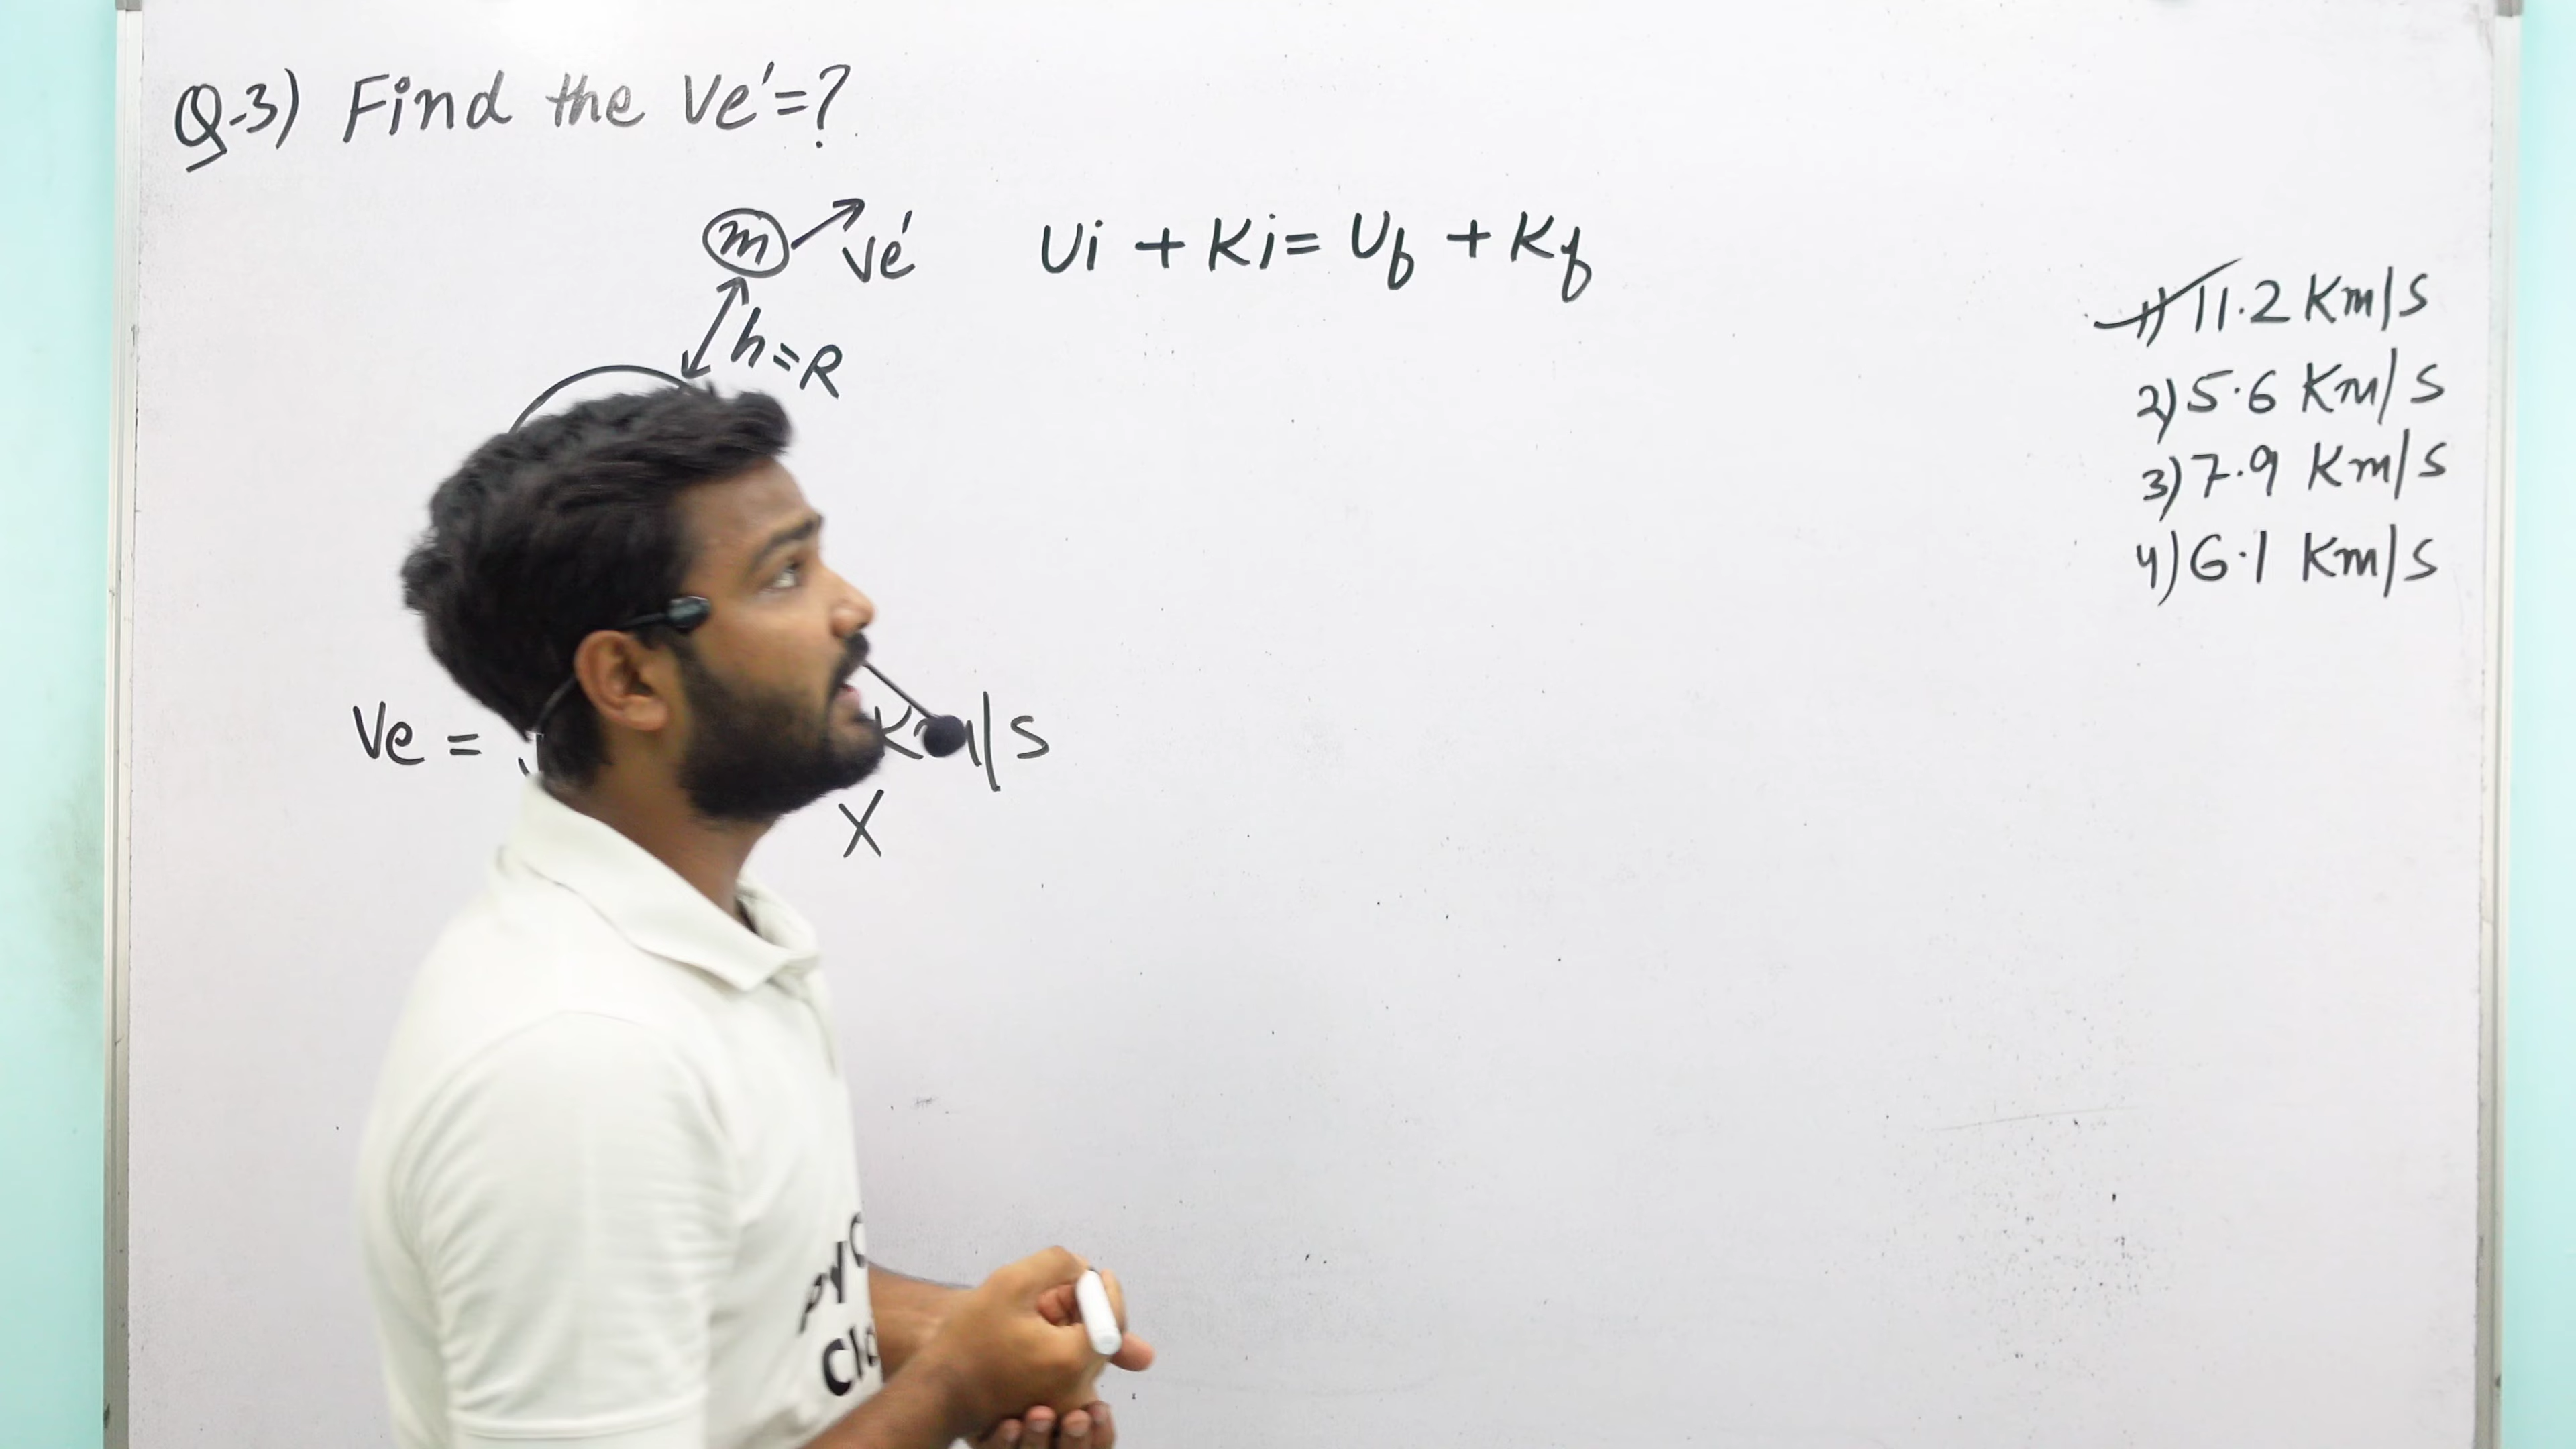 Q-3) Find the Ve'=?
m
Ve'
h=R
Ui + Ki = Uf + Kf
1) 11.2 Km/s
2) 5.6 Km/s
3) 7.9 Km/s
4) 6.1 Km/s
Ve = Km/s
X